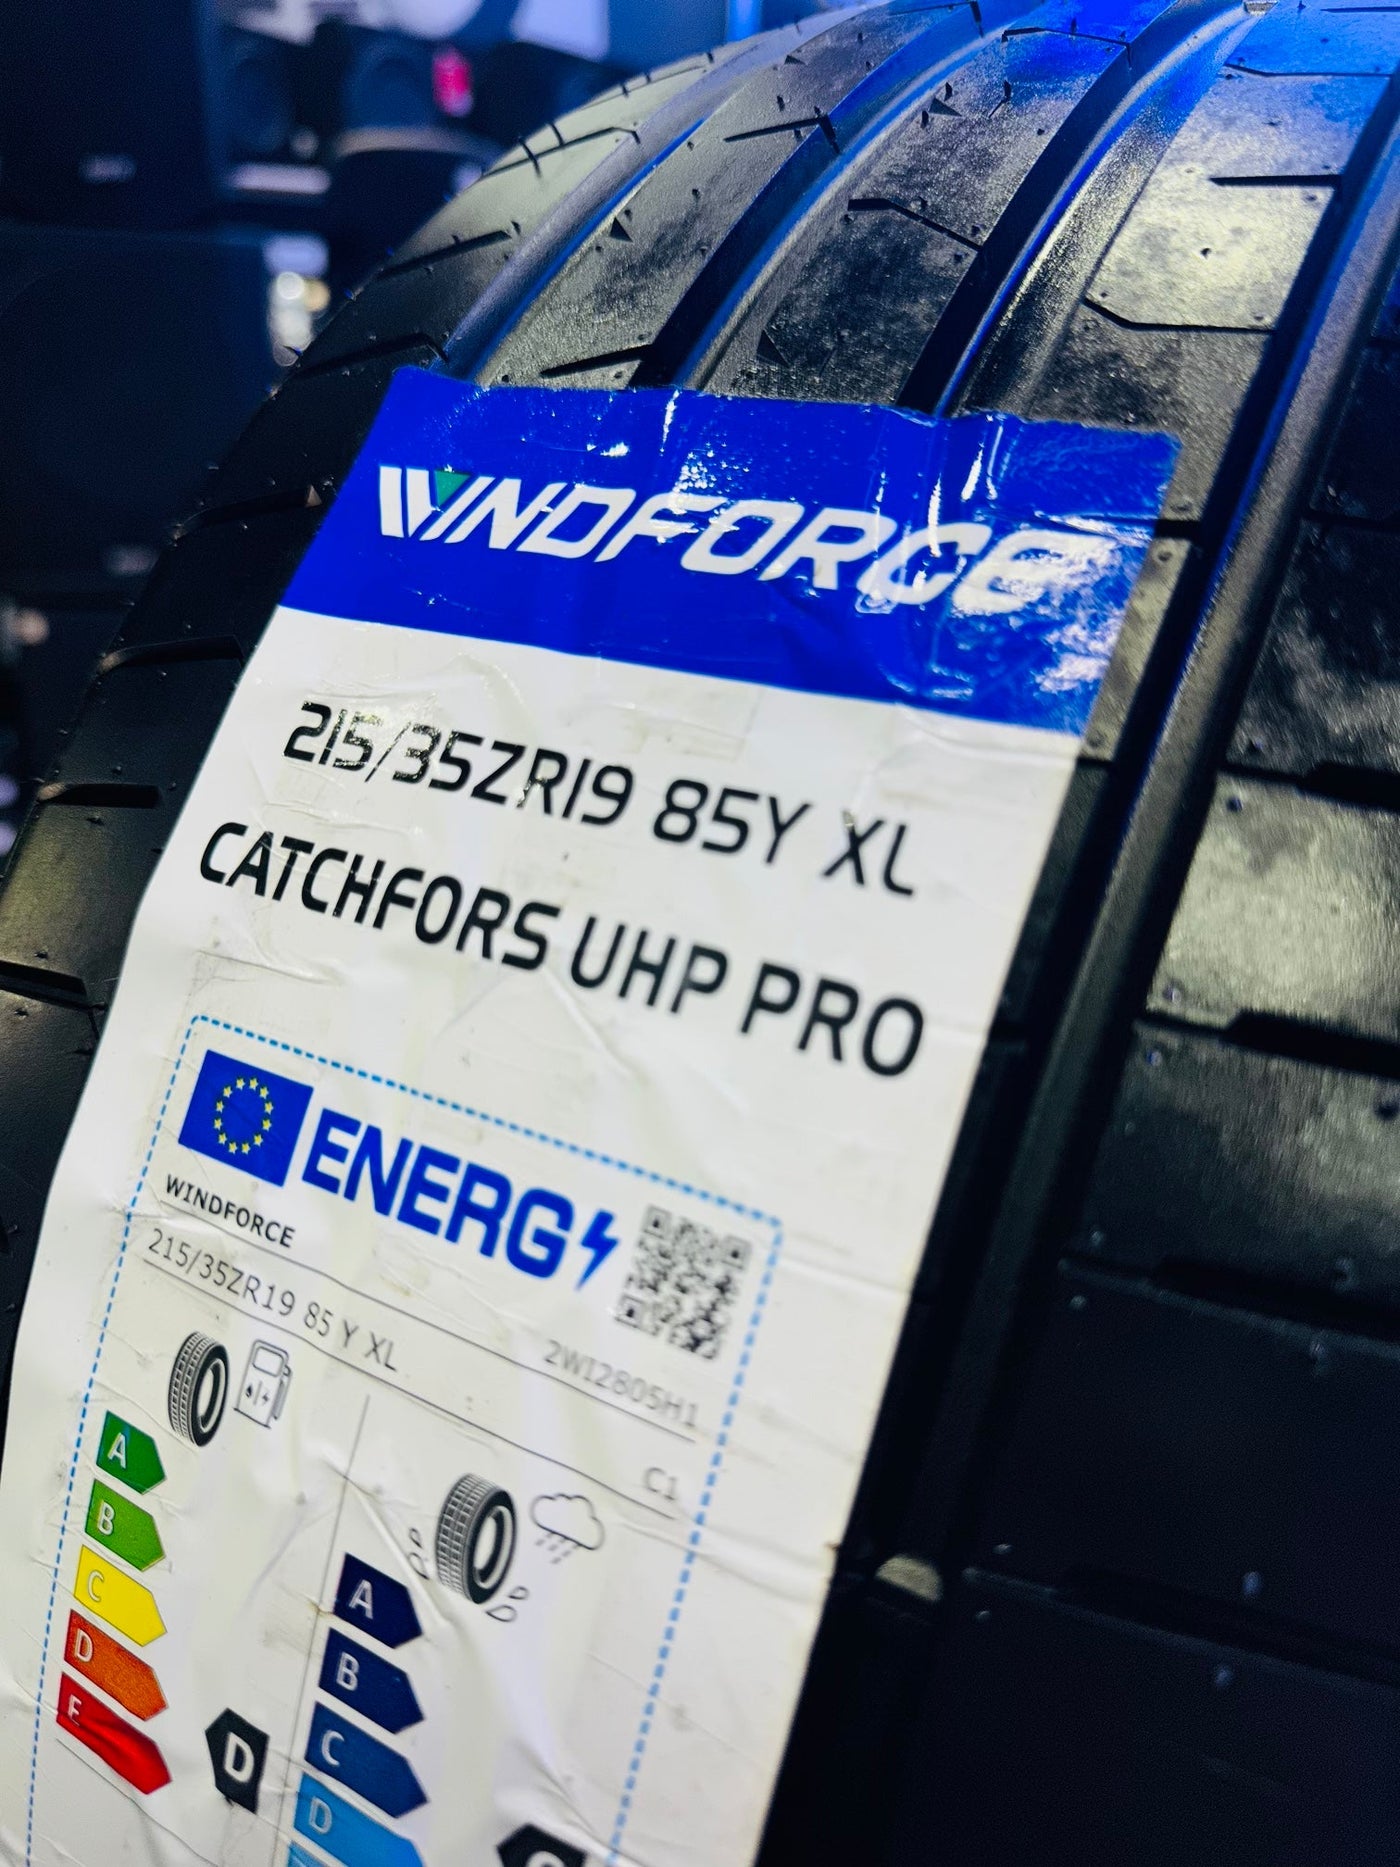 WINDFORCE
215/35ZR19 85Y XL
CATCHFORS UHP PRO
ENERG
WINDFORCE
2WI2805H1
215/35ZR19 85 Y XL
C1
A
B
C
D
E
D
A
B
C
D